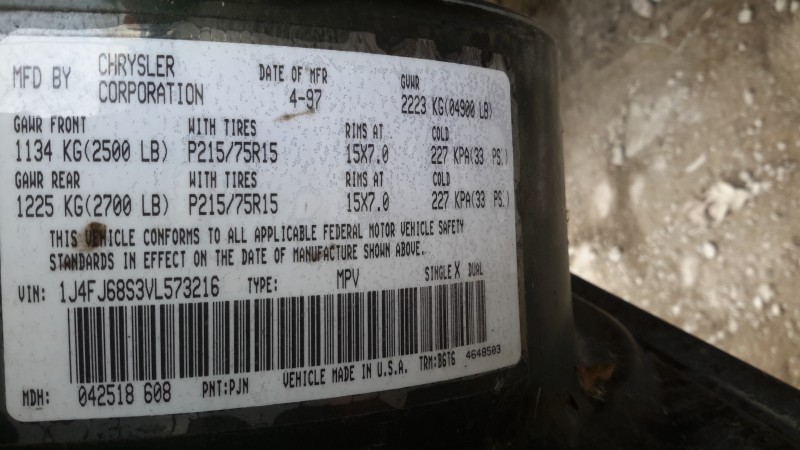 MFD BY CHRYSLER CORPORATION DATE OF MFR 4-97 GVWR 2223 KG(04900 LB)
GAWR FRONT WITH TIRES RIMS AT COLD
1134 KG(2500 LB) P215/75R15 15X7.0 227 KPA(33 PS.)
GAWR REAR WITH TIRES RIMS AT COLD
1225 KG(2700 LB) P215/75R15 15X7.0 227 KPA(33 PS.)
THIS VEHICLE CONFORMS TO ALL APPLICABLE FEDERAL MOTOR VEHICLE SAFETY
STANDARDS IN EFFECT ON THE DATE OF MANUFACTURE SHOWN ABOVE.
VIN: 1J4FJ68S3VL573216 TYPE: MPV SINGLE X DUAL
MDH: 042518 608 PNT:PJN VEHICLE MADE IN U.S.A. TRM:B6T6 4648503